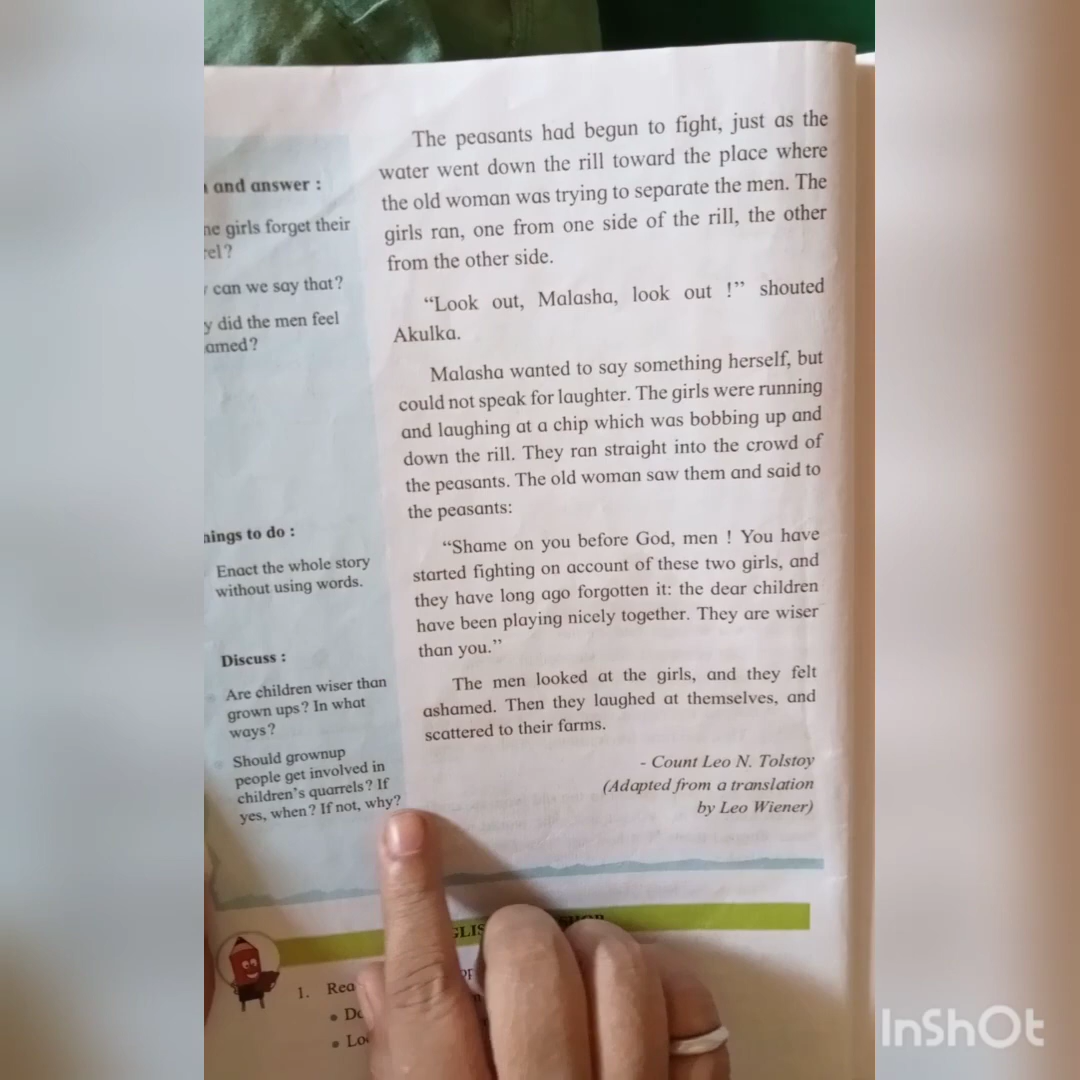 and answer :
girls forget their
can we say that?
did the men feel
Enact the whole story
without using words.
to do :
Discuss :
Are children wiser than
grown ups? In what
ways?
Should grownup
people get involved in
children's quarrels? If
yes, when? If not, why?
The peasants had begun to fight, just as the
water went down the rill toward the place where
the old woman was trying to separate the men. The
girls ran, one from one side of the rill, the other
from the other side.
"Look out, Malasha, look out !" shouted
Akulka.
Malasha wanted to say something herself, but
could not speak for laughter. The girls were running
and laughing at a chip which was bobbing up and
down the rill. They ran straight into the crowd of
the peasants. The old woman saw them and said to
the peasants:
"Shame on you before God, men ! You have
started fighting on account of these two girls, and
they have long ago forgotten it: the dear children
have been playing nicely together. They are wiser
than you."
The men looked at the girls, and they felt
ashamed. Then they laughed at themselves, and
scattered to their farms.
- Count Leo N. Tolstoy
(Adapted from a translation
by Leo Wiener)
1.
InShOt